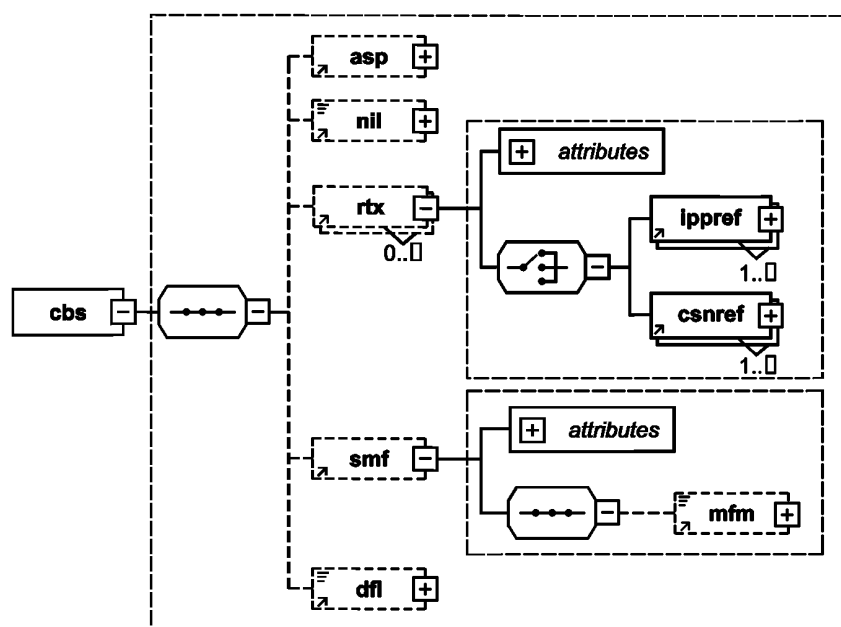 asp
nil
attributes
rtx
0..▯
ippref
1..▯
cbs
csnref
1..▯
attributes
smf
mfm
dfl